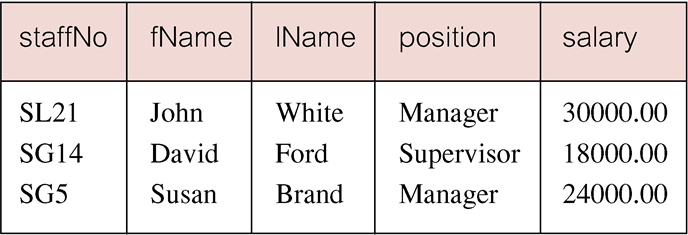 staffNo fName lName position salary
SL21 John White Manager 30000.00
SG14 David Ford Supervisor 18000.00
SG5 Susan Brand Manager 24000.00